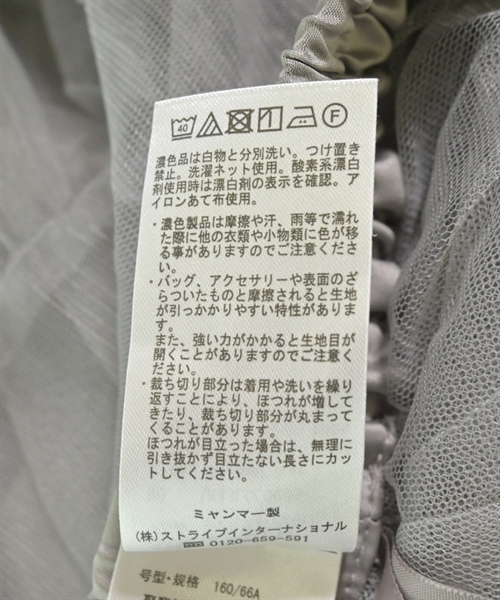 40 F
濃色品は白物と分別洗い。つけ置き
禁止。洗濯ネット使用。酸素系漂白
剤使用時は漂白剤の表示を確認。ア
イロンあて布使用。
・濃色製品は摩擦や汗、雨等で濡れ
た際に他の衣類や小物類に色が移
る事がありますのでご注意くださ
い。
・バッグ、アクセサリーや表面のざ
らついたものと摩擦されると生地
が引っかかりやすい特性がありま
す。
また、強い力がかかると生地目が
開くことがありますのでご注意く
ださい。
・裁ち切り部分は着用や洗いを繰り
返すことにより、ほつれが増して
きたり、裁ち切り部分が丸まって
くることがあります。
ほつれが目立った場合は、無理に
引き抜かず目立たない長さにカッ
トしてください。
ミャンマー製
(株)ストライプインターナショナル
0120-659-591
号型・規格 160/66A